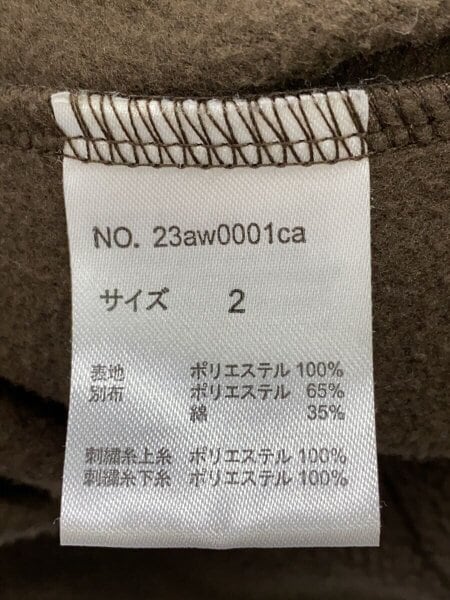 NO. 23aw0001ca
サイズ 2
表地 ポリエステル 100%
別布 ポリエステル 65%
綿 35%
刺繍糸上糸 ポリエステル 100%
刺繍糸下糸 ポリエステル 100%